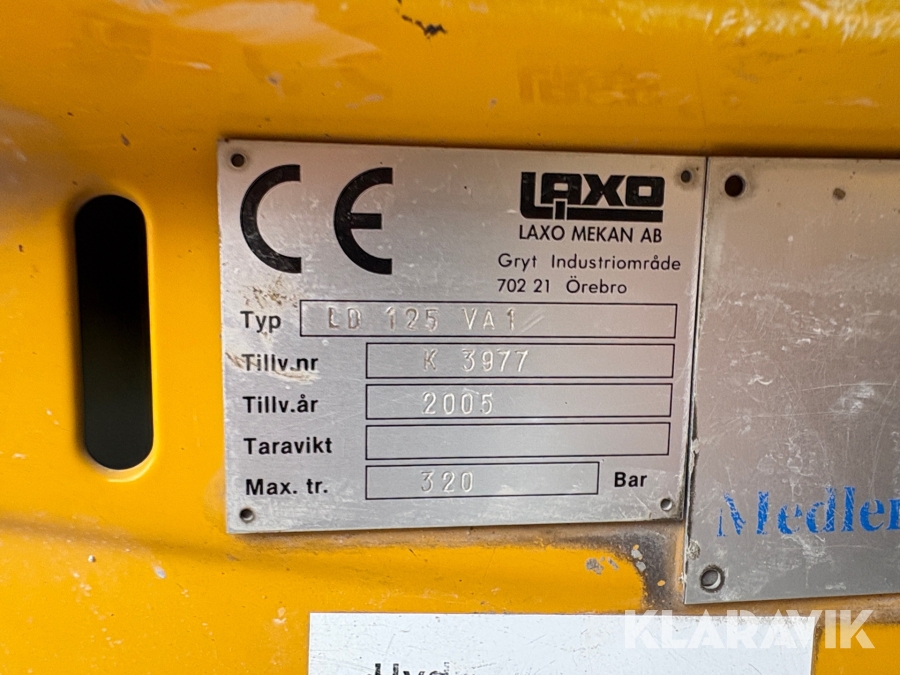 CE
LAXO
LAXO MEKAN AB
Gryt Industriområde
702 21 Örebro
Typ LD 125 VA1
Tillv.nr K 3977
Tillv.år 2005
Taravikt
Max. tr. 320 Bar
Medler
KLARAVIK